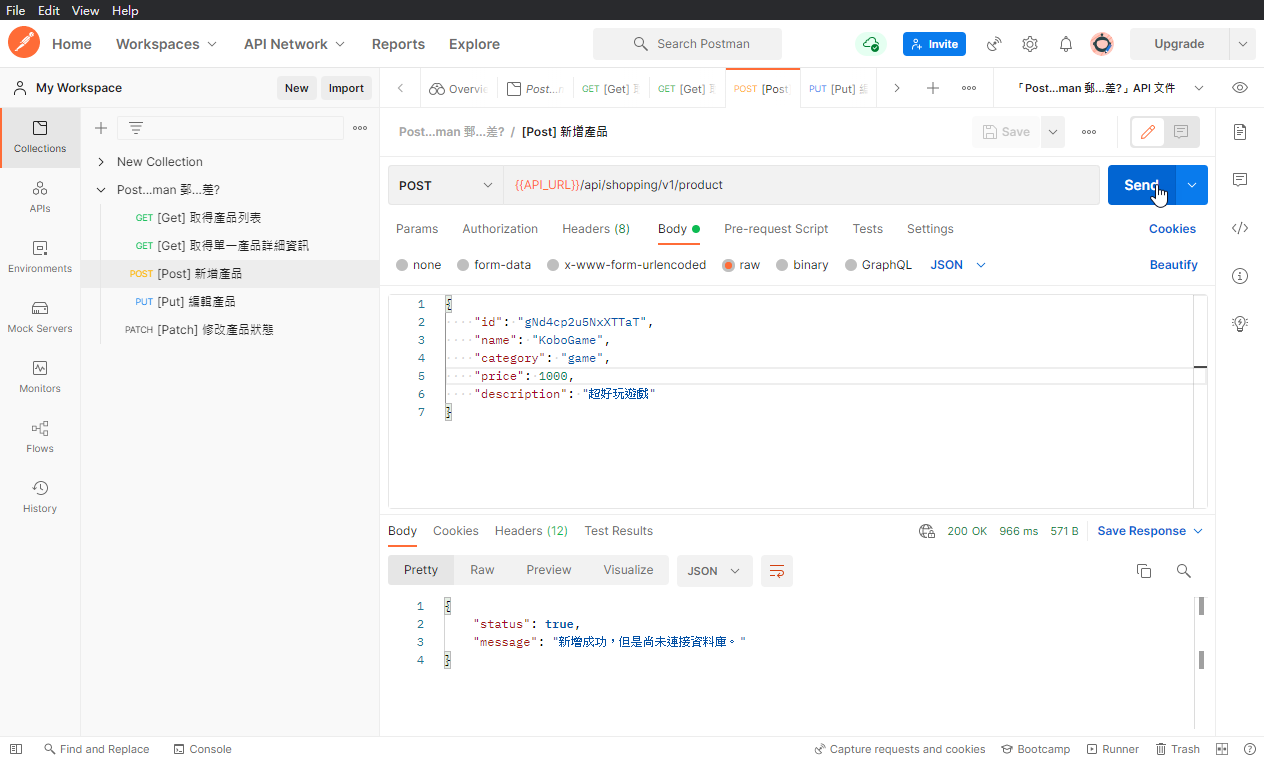 File Edit View Help
Home Workspaces API Network Reports Explore Search Postman Invite Upgrade
My Workspace New Import
Overvie Post...m GET [Get] GET [Get] POST [Post PUT [Put] 「Post...man 郵...差?」API 文件
Collections
APIs
Environments
Mock Servers
Monitors
Flows
History
New Collection
Post...man 郵...差?
GET [Get] 取得產品列表
GET [Get] 取得單一產品詳細資訊
POST [Post] 新增產品
PUT [Put] 編輯產品
PATCH [Patch] 修改產品狀態
Post...man 郵...差? / [Post] 新增產品 Save
POST {{API_URL}}/api/shopping/v1/product Send
Params Authorization Headers (8) Body Pre-request Script Tests Settings Cookies
none form-data x-www-form-urlencoded raw binary GraphQL JSON Beautify
1 {
2 "id": "gNd4cp2u5NxXTTaT",
3 "name": "KoboGame",
4 "category": "game",
5 "price": 1000,
6 "description": "超好玩遊戲"
7 }
Body Cookies Headers (12) Test Results 200 OK 966 ms 571 B Save Response
Pretty Raw Preview Visualize JSON
1 {
2 "status": true,
3 "message": "新增成功，但是尚未連接資料庫。"
4 }
Find and Replace Console Capture requests and cookies Bootcamp Runner Trash